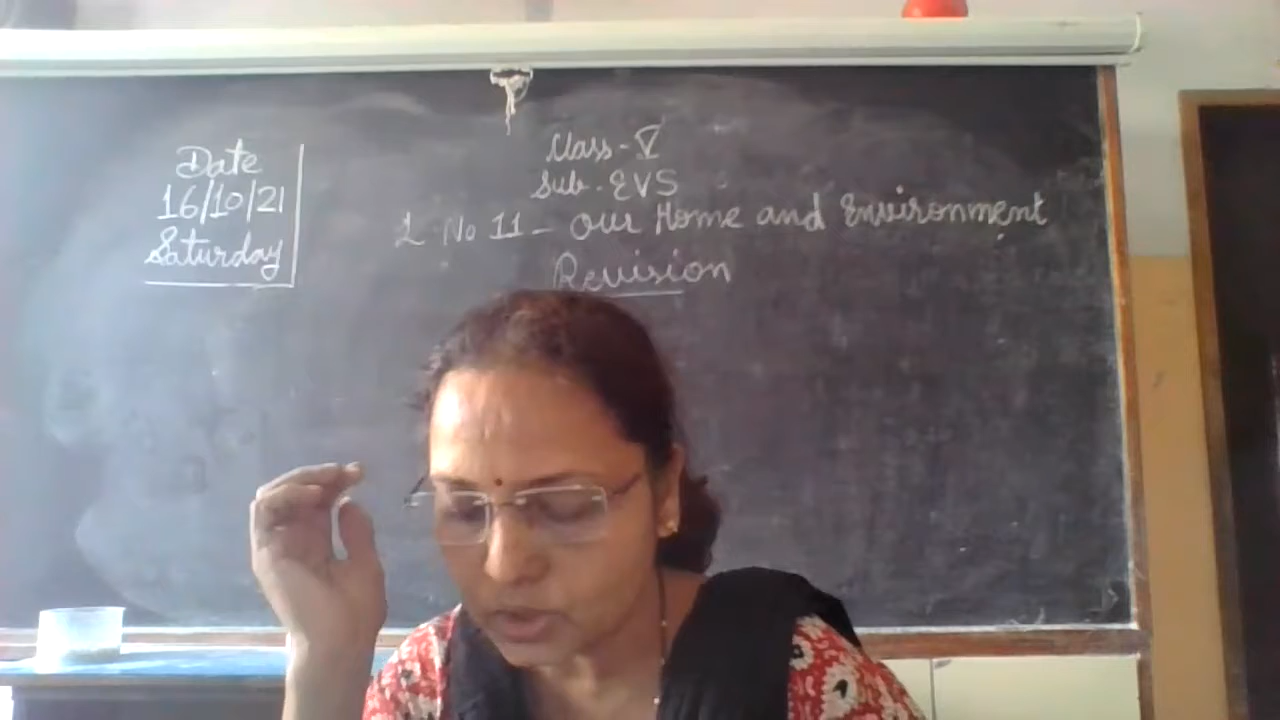 Date
16/10/21
Saturday
Class-V
Sub-EVS
L No 11- Our Home and Environment
Revision